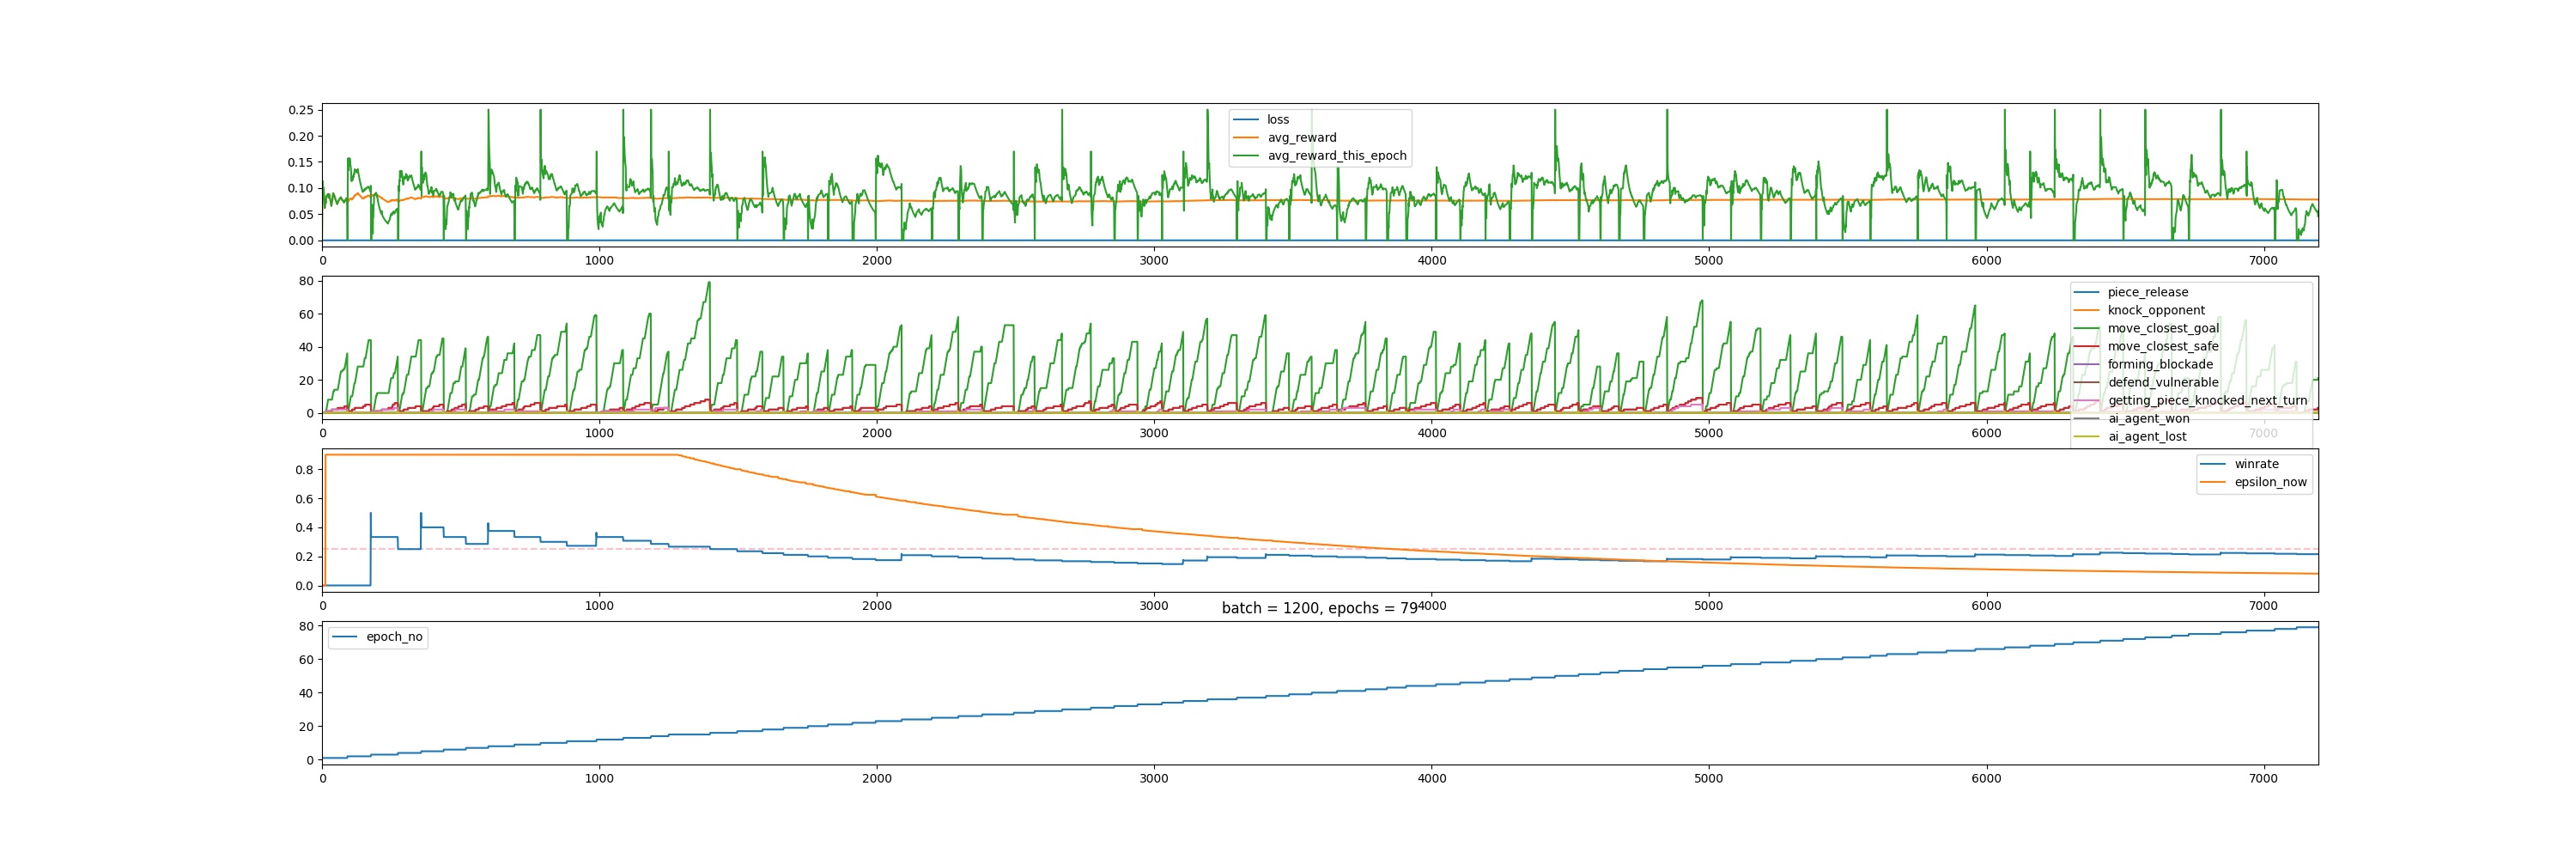 0.25
0.20
0.15
0.10
0.05
0.00
loss
avg_reward
avg_reward_this_epoch
0 1000 2000 3000 4000 5000 6000 7000
80
60
40
20
0
piece_release
knock_opponent
move_closest_goal
move_closest_safe
forming_blockade
defend_vulnerable
getting_piece_knocked_next_turn
ai_agent_won
ai_agent_lost
0 1000 2000 3000 4000 5000 6000 7000
0.8
0.6
0.4
0.2
0.0
winrate
epsilon_now
0 1000 2000 3000 4000 5000 6000 7000
batch = 1200, epochs = 79
80
60
40
20
0
epoch_no
0 1000 2000 3000 4000 5000 6000 7000